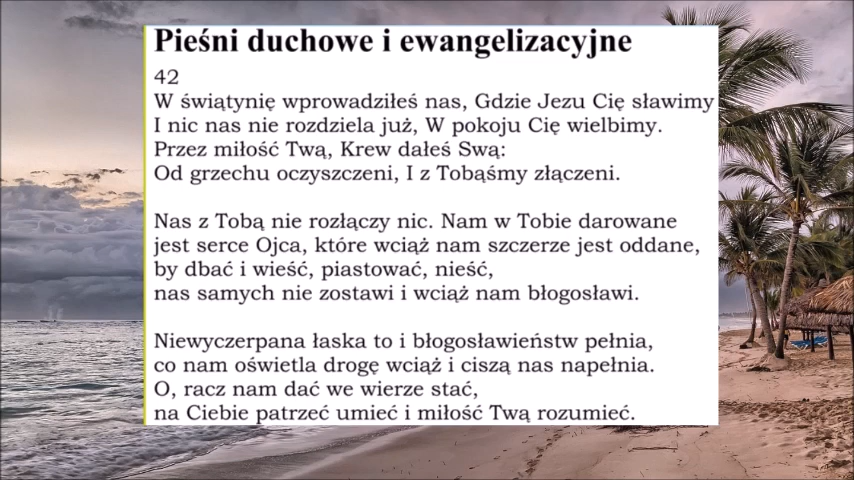 Pieśni duchowe i ewangelizacyjne
42
W świątynię wprowadziłeś nas, Gdzie Jezu Cię sławimy
I nic nas nie rozdziela już, W pokoju Cię wielbimy.
Przez miłość Twą, Krew dałeś Swą:
Od grzechu oczyszczeni, I z Tobąśmy złączeni.
Nas z Tobą nie rozłączy nic. Nam w Tobie darowane
jest serce Ojca, które wciąż nam szczerze jest oddane,
by dbać i wieść, piastować, nieść,
nas samych nie zostawi i wciąż nam błogosławi.
Niewyczerpana łaska to i błogosławieństw pełnia,
co nam oświetla drogę wciąż i ciszą nas napełnia.
O, racz nam dać we wierze stać,
na Ciebie patrzeć umieć i miłość Twą rozumieć.